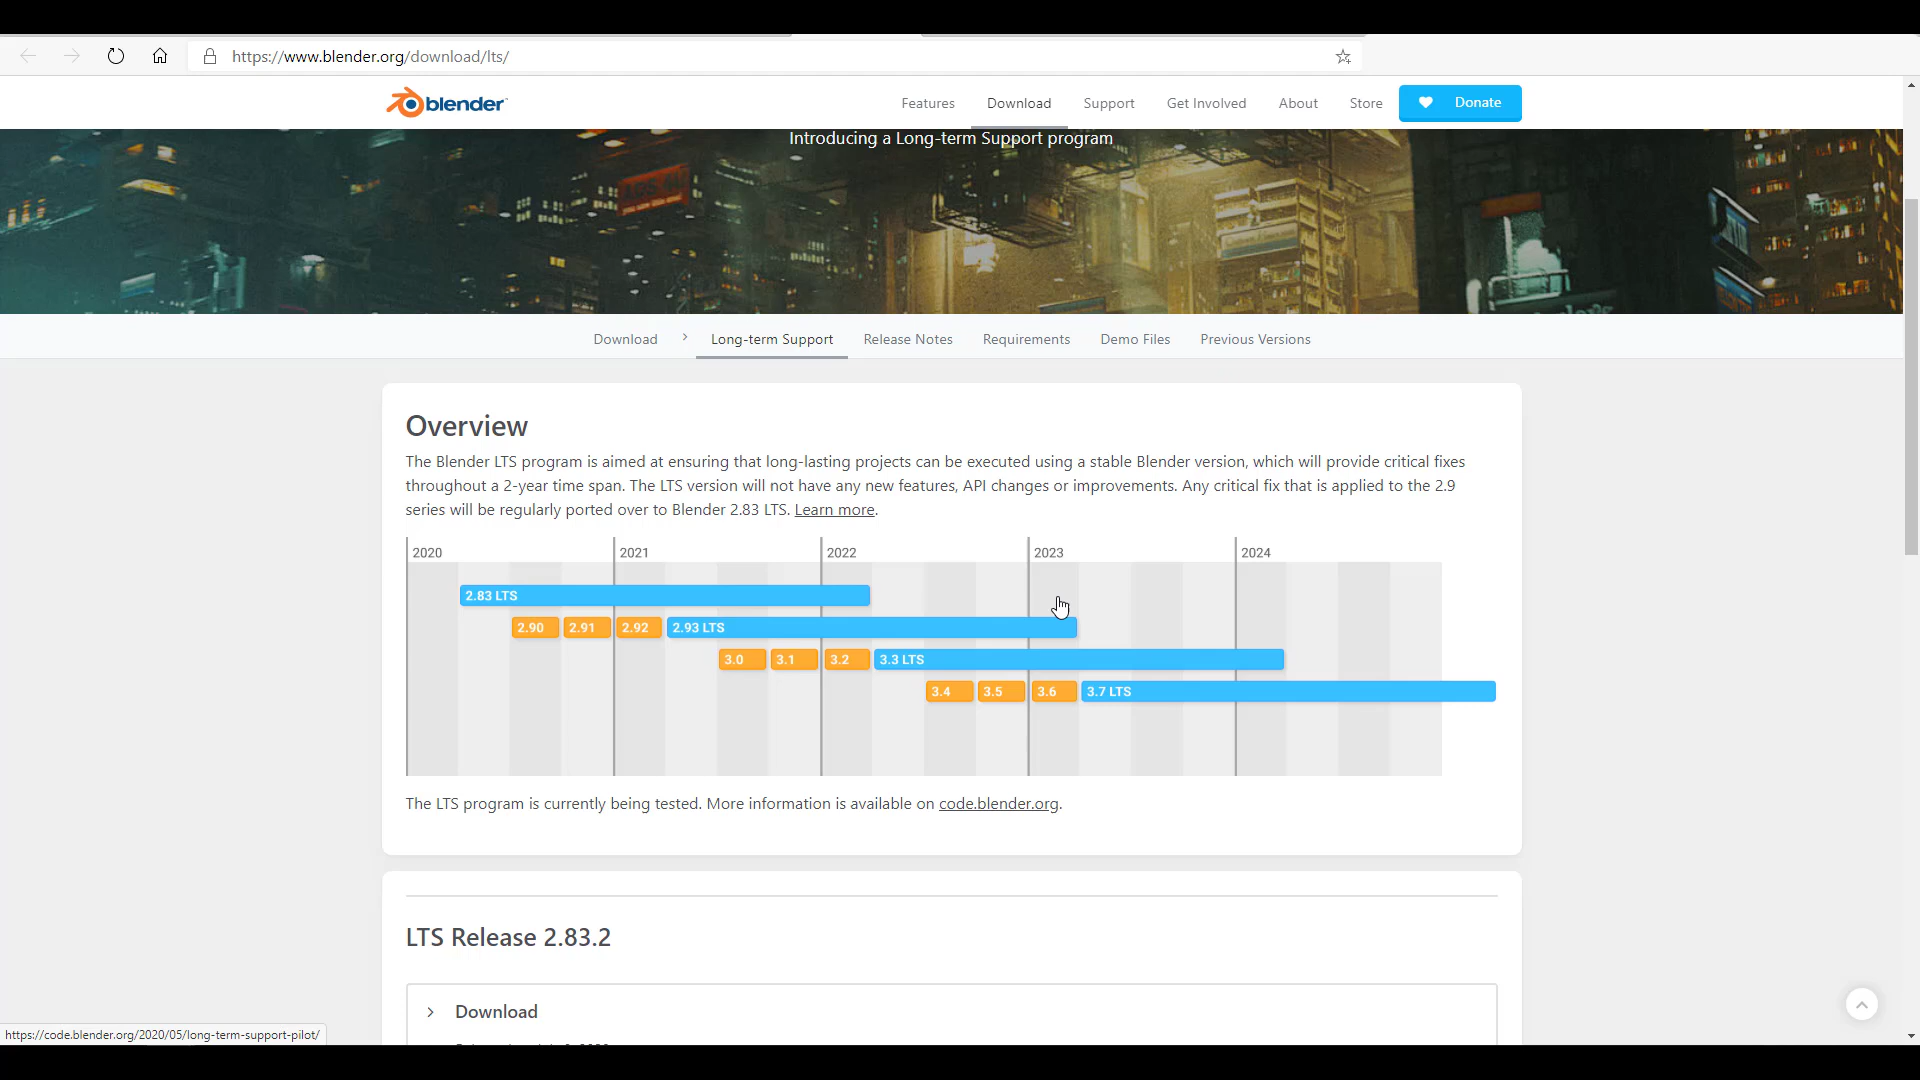 https://www.blender.org/download/lts/
blender
Features
Download
Support
Get Involved
About
Store
Donate
Introducing a Long-term Support program
Download
Long-term Support
Release Notes
Requirements
Demo Files
Previous Versions
Overview
The Blender LTS program is aimed at ensuring that long-lasting projects can be executed using a stable Blender version, which will provide critical fixes
throughout a 2-year time span. The LTS version will not have any new features, API changes or improvements. Any critical fix that is applied to the 2.9
series will be regularly ported over to Blender 2.83 LTS. Learn more.
2020
2021
2022
2023
2024
2.83 LTS
2.90
2.91
2.92
2.93 LTS
3.0
3.1
3.2
3.3 LTS
3.4
3.5
3.6
3.7 LTS
The LTS program is currently being tested. More information is available on code.blender.org.
LTS Release 2.83.2
Download
https://code.blender.org/2020/05/long-term-support-pilot/